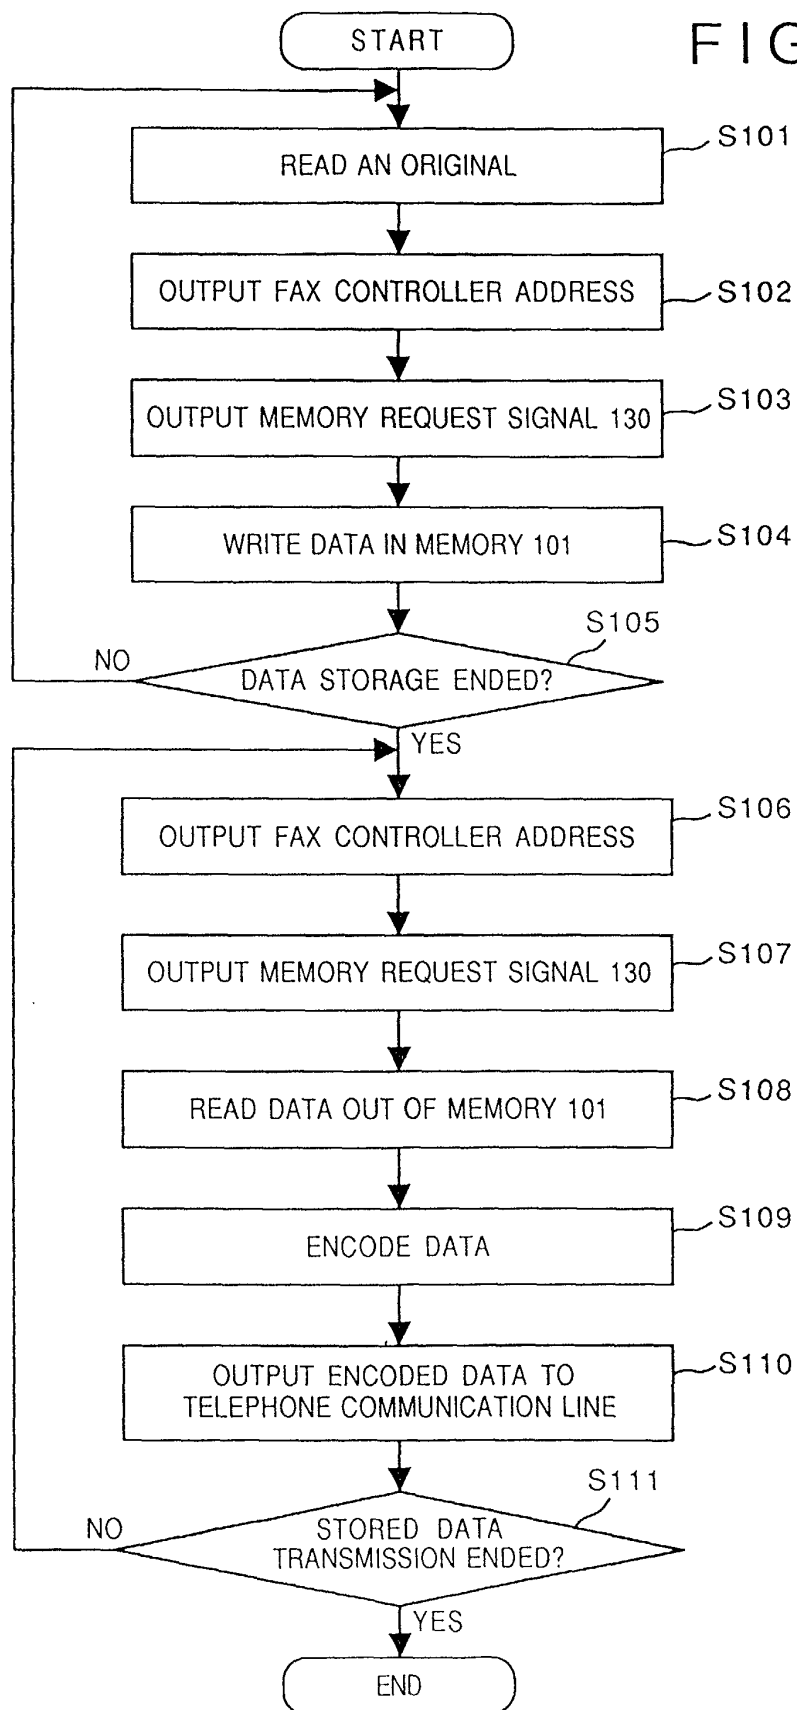 START
FIG
READ AN ORIGINAL
S101
OUTPUT FAX CONTROLLER ADDRESS
S102
OUTPUT MEMORY REQUEST SIGNAL 130
S103
WRITE DATA IN MEMORY 101
S104
S105
NO
DATA STORAGE ENDED?
YES
OUTPUT FAX CONTROLLER ADDRESS
S106
OUTPUT MEMORY REQUEST SIGNAL 130
S107
READ DATA OUT OF MEMORY 101
S108
ENCODE DATA
S109
OUTPUT ENCODED DATA TO
TELEPHONE COMMUNICATION LINE
S110
S111
NO
STORED DATA
TRANSMISSION ENDED?
YES
END